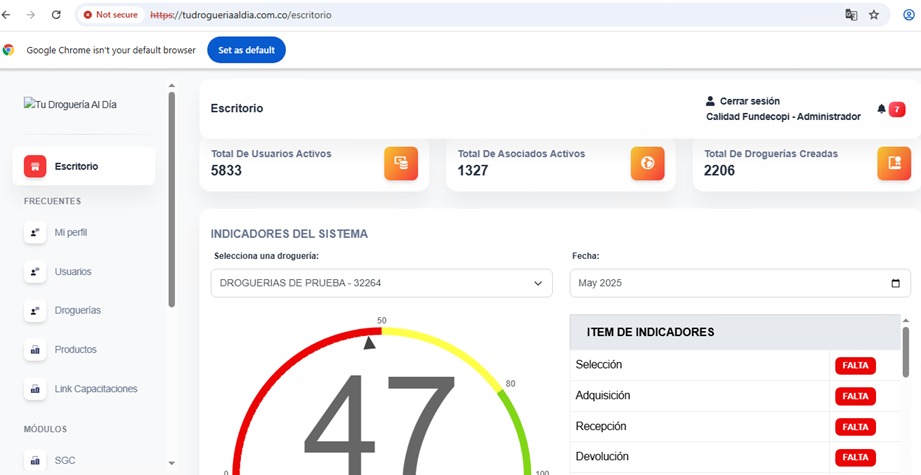 Not secure https://tudrogueriaaldia.com.co/escritorio
Google Chrome isn't your default browser Set as default
Tu Droguería Al Día
Escritorio
FRECUENTES
Mi perfil
Usuarios
Droguerías
Productos
Link Capacitaciones
MÓDULOS
SGC
Escritorio
Cerrar sesión
Calidad Fundecopi - Administrador
7
Total De Usuarios Activos
5833
Total De Asociados Activos
1327
Total De Droguerias Creadas
2206
INDICADORES DEL SISTEMA
Selecciona una droguería:
DROGUERIAS DE PRUEBA - 32264
Fecha:
May 2025
50
80
47
0
100
ITEM DE INDICADORES
Selección FALTA
Adquisición FALTA
Recepción FALTA
Devolución FALTA